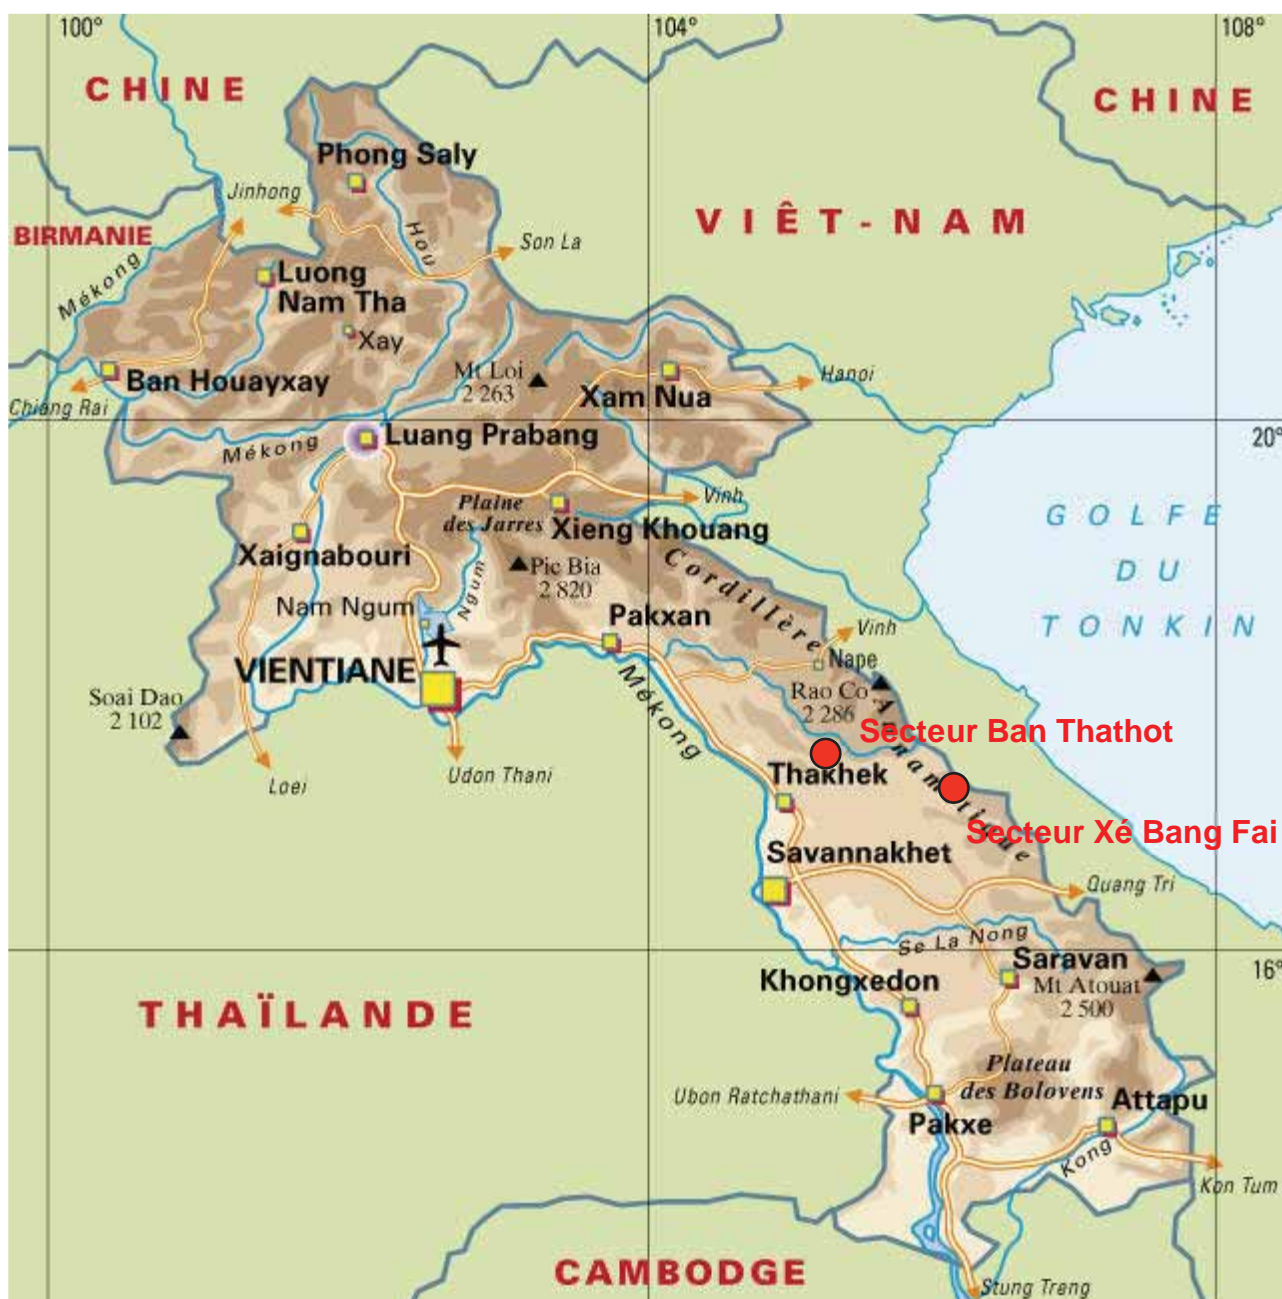 100°
104°
108°
CHINE
CHINE
Phong Saly
Jinhong
BIRMANIE
VIÊT-NAM
Hou
Son La
Mékong
Luong
Nam Tha
Xay
Mt Loi
2 263
Ban Houayxay
Xam Nua
Hanoi
Chiang Rai
Mékong
Luang Prabang
20°
Plaine
des Jarres
Vinh
Xieng Khouang
GOLFE
DU
TONKIN
Xaignabouri
Pic Bia
2 820
Ngum
Cordillère Annamitique
Nam Ngum
Pakxan
Vinh
Nape
VIENTIANE
Mékong
Rao Co
2 286
Soai Dao
2 102
Secteur Ban Thathot
Loei
Udon Thani
Thakhek
Secteur Xé Bang Fai
Savannakhet
Quang Tri
Se La Nong
Saravan
16°
Khongxedon
Mt Atouat
2 500
THAÏLANDE
Plateau
des Bolovens
Ubon Ratchathani
Attapu
Pakxe
Kong
Kon Tum
CAMBODGE
Stung Treng